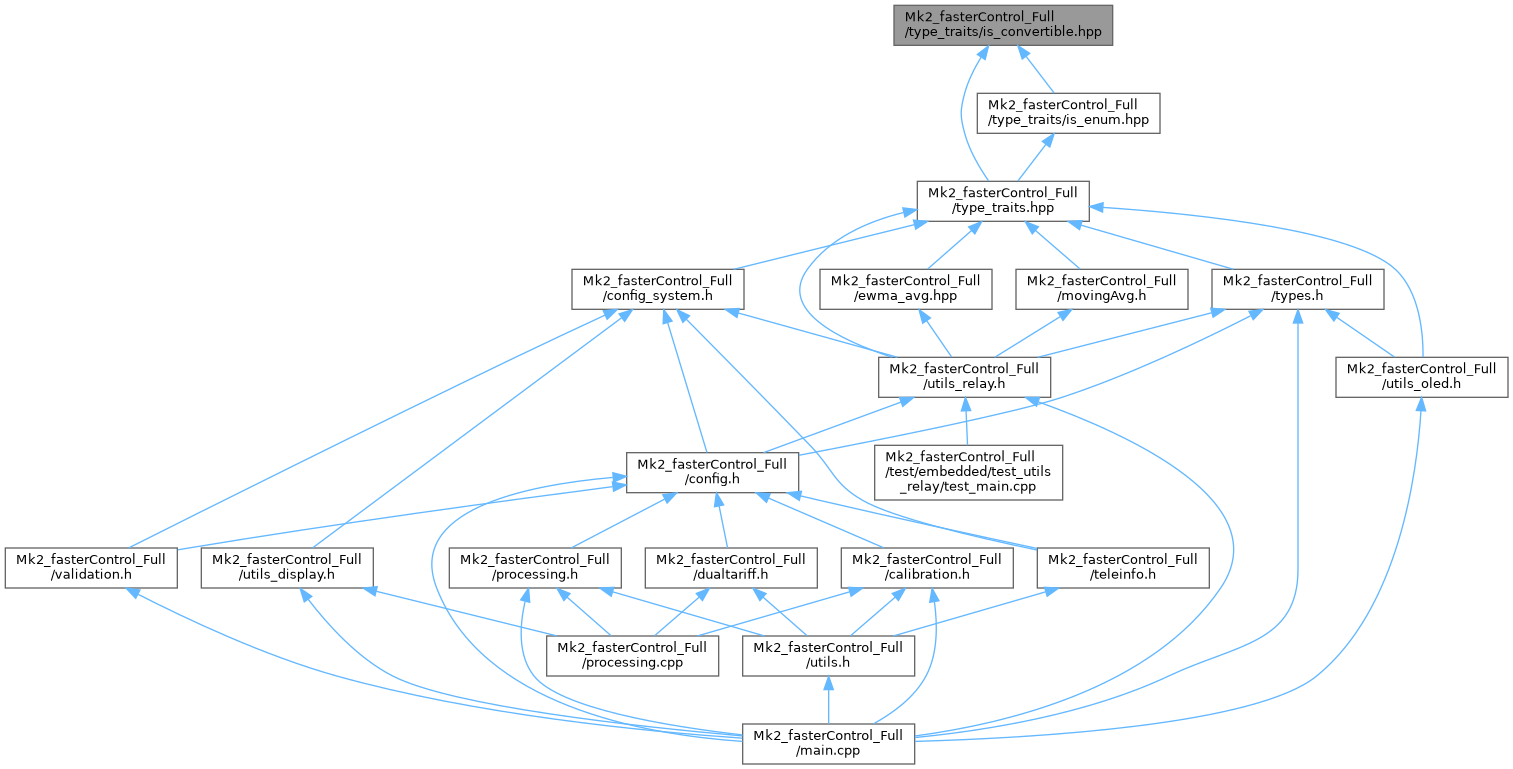 Mk2_fasterControl_Full
/type_traits/is_convertible.hpp
Mk2_fasterControl_Full
/type_traits/is_enum.hpp
Mk2_fasterControl_Full
/type_traits.hpp
Mk2_fasterControl_Full
/config_system.h
Mk2_fasterControl_Full
/ewma_avg.hpp
Mk2_fasterControl_Full
/movingAvg.h
Mk2_fasterControl_Full
/types.h
Mk2_fasterControl_Full
/utils_relay.h
Mk2_fasterControl_Full
/utils_oled.h
Mk2_fasterControl_Full
/config.h
Mk2_fasterControl_Full
/test/embedded/test_utils
_relay/test_main.cpp
Mk2_fasterControl_Full
/validation.h
Mk2_fasterControl_Full
/utils_display.h
Mk2_fasterControl_Full
/processing.h
Mk2_fasterControl_Full
/dualtariff.h
Mk2_fasterControl_Full
/calibration.h
Mk2_fasterControl_Full
/teleinfo.h
Mk2_fasterControl_Full
/processing.cpp
Mk2_fasterControl_Full
/utils.h
Mk2_fasterControl_Full
/main.cpp